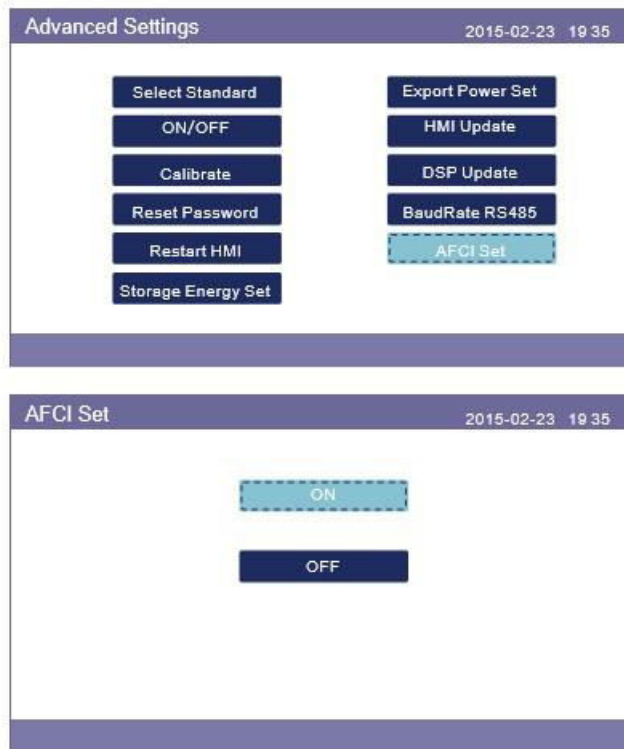 Advanced Settings 2015-02-23 19 35
Select Standard Export Power Set
ON/OFF HMI Update
Calibrate DSP Update
Reset Password BaudRate RS485
Restart HMI AFCI Set
Storage Energy Set
AFCI Set 2015-02-23 19 35
ON
OFF